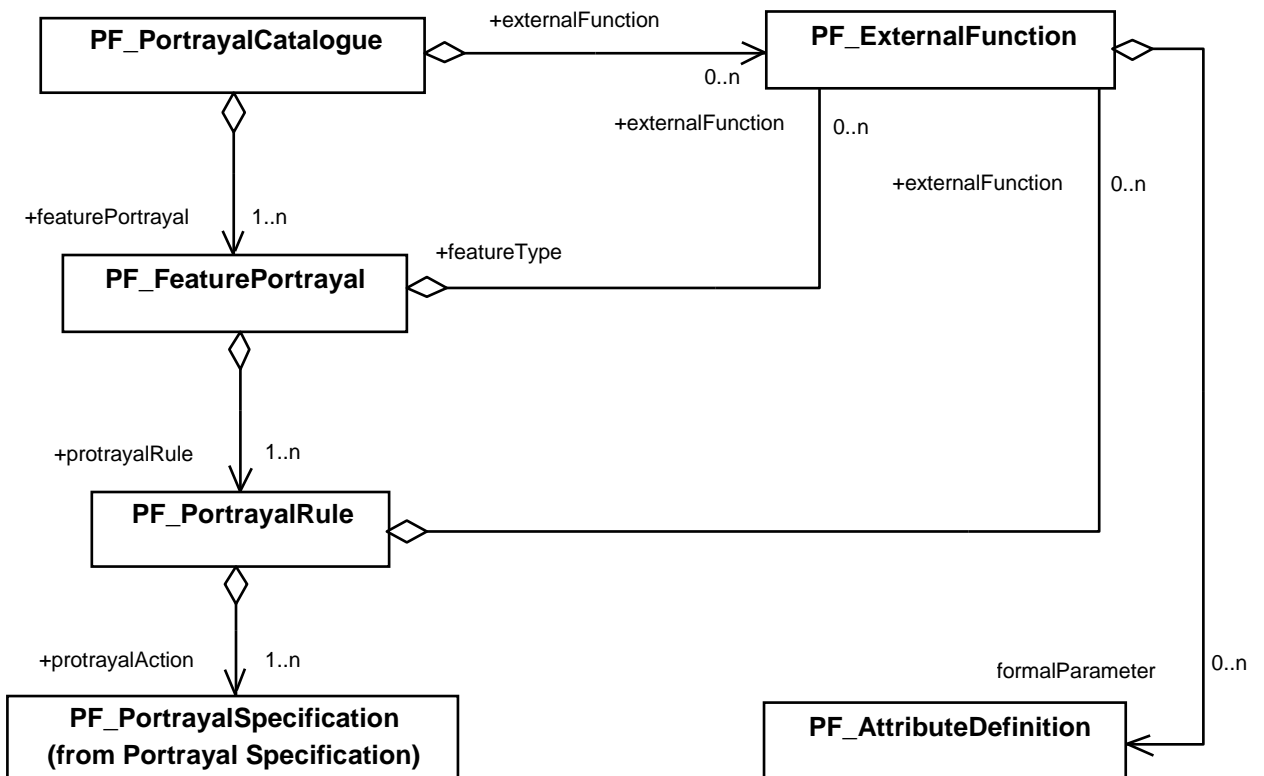 PF_PortrayalCatalogue
+externalFunction
0..n
PF_ExternalFunction
+externalFunction
0..n
+externalFunction
0..n
+featurePortrayal
1..n
PF_FeaturePortrayal
+featureType
+protrayalRule
1..n
PF_PortrayalRule
+protrayalAction
1..n
formalParameter
0..n
PF_PortrayalSpecification
(from Portrayal Specification)
PF_AttributeDefinition